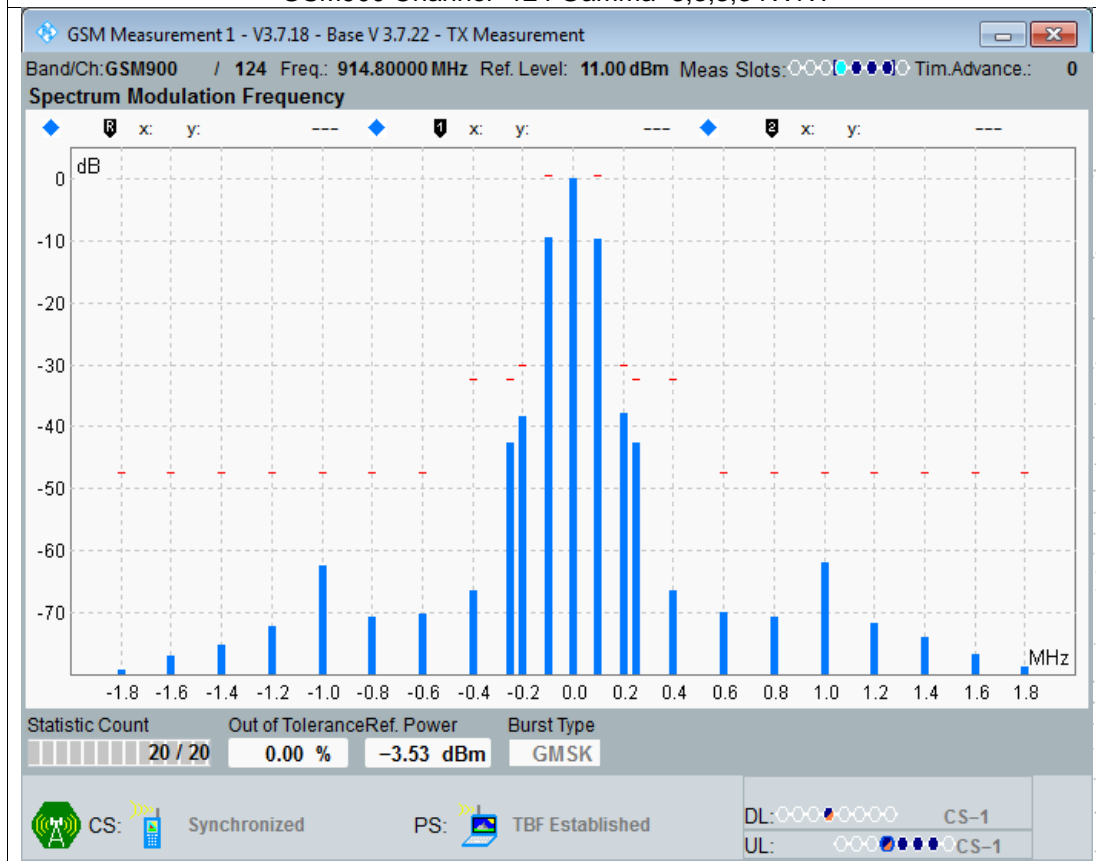 GSM Measurement 1 - V3.7.18 - Base V 3.7.22 - TX Measurement
Band/Ch:GSM900 / 124 Freq.: 914.80000 MHz Ref. Level: 11.00 dBm Meas Slots: Tim.Advance.: 0
Spectrum Modulation Frequency
R x: y: --- 1 x: y: --- 2 x: y: ---
dB
0
-10
-20
-30
-40
-50
-60
-70
MHz
-1.8 -1.6 -1.4 -1.2 -1.0 -0.8 -0.6 -0.4 -0.2 0.0 0.2 0.4 0.6 0.8 1.0 1.2 1.4 1.6 1.8
Statistic Count Out of Tolerance Ref. Power Burst Type
20 / 20 0.00 % −3.53 dBm GMSK
CS: Synchronized PS: TBF Established DL: CS−1
UL: CS−1